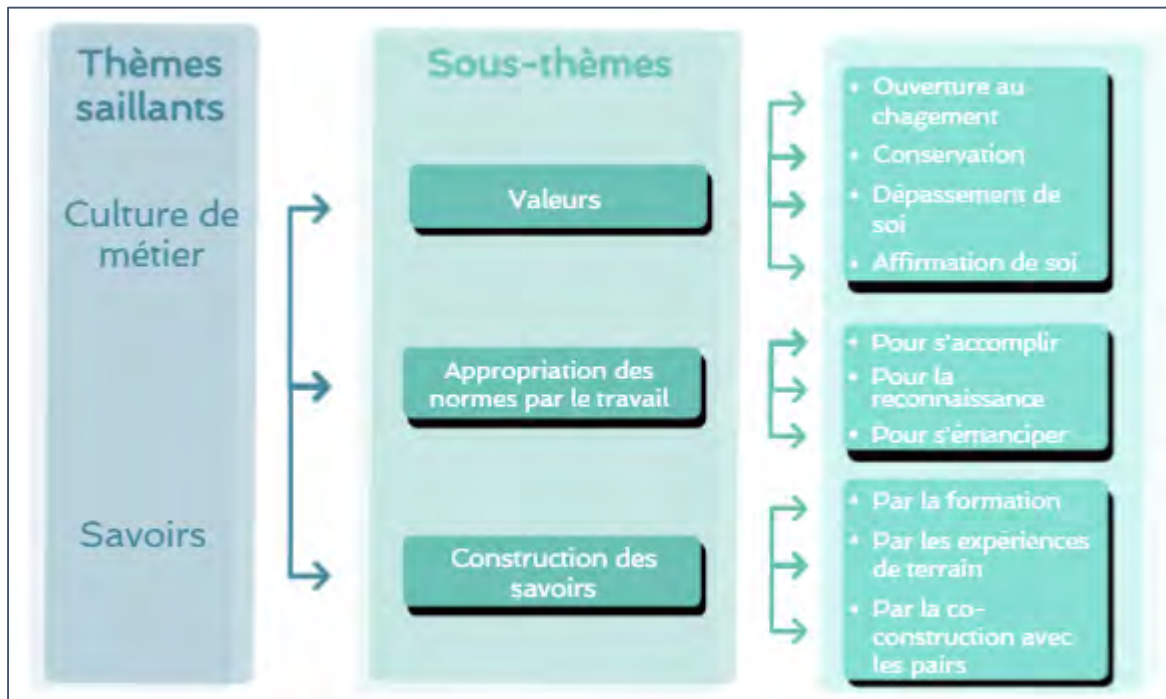 Thèmes
saillants
Culture de
métier
Savoirs
Sous-thèmes
Valeurs
Appropriation des
normes par le travail
Construction des
savoirs
• Ouverture au
chagement
• Conservation
• Dépassement de
soi
• Affirmation de soi
• Pour s'accomplir
• Pour la
reconnaissance
• Pour s'émanciper
• Par la formation
• Par les expériences
de terrain
• Par la co-
construction avec
les pairs